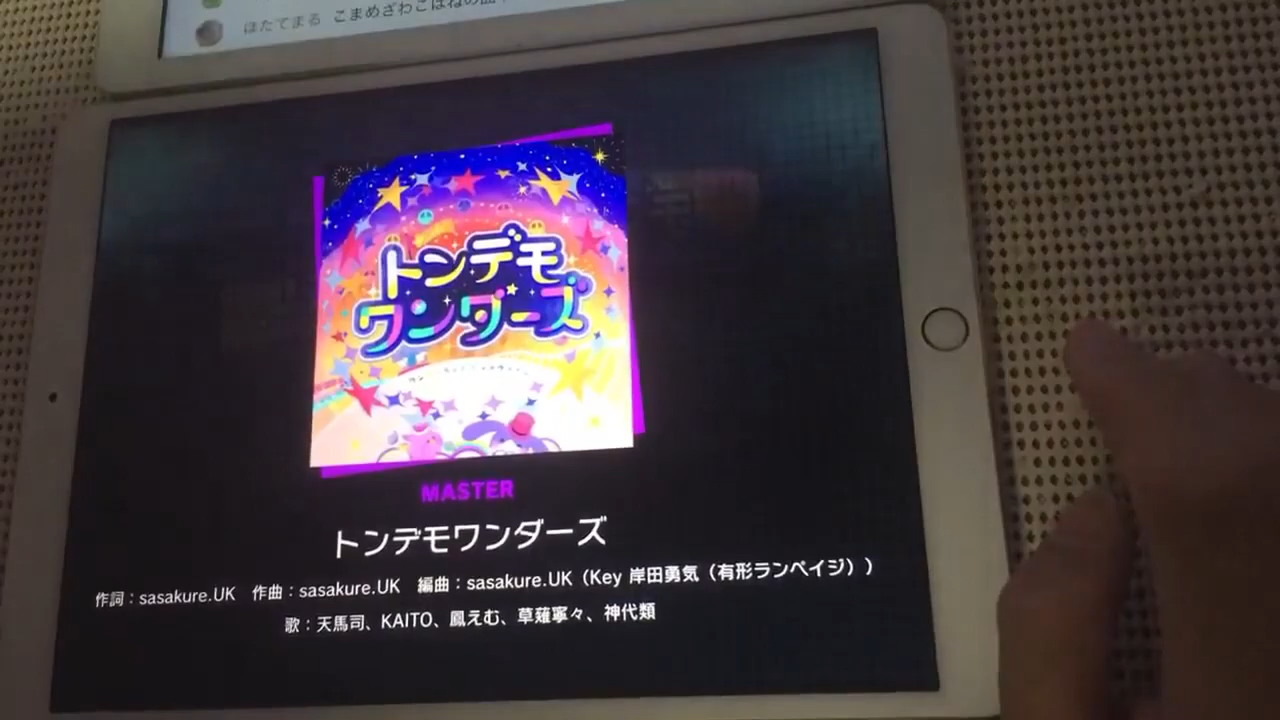 ほたてまる こまめざわこはねの
トンデモ
ワンダーズ
MASTER
トンデモワンダーズ
作詞：sasakure.UK 作曲：sasakure.UK 編曲：sasakure.UK（Key 岸田勇気（有形ランペイジ））
歌：天馬司、KAITO、鳳えむ、草薙寧々、神代類